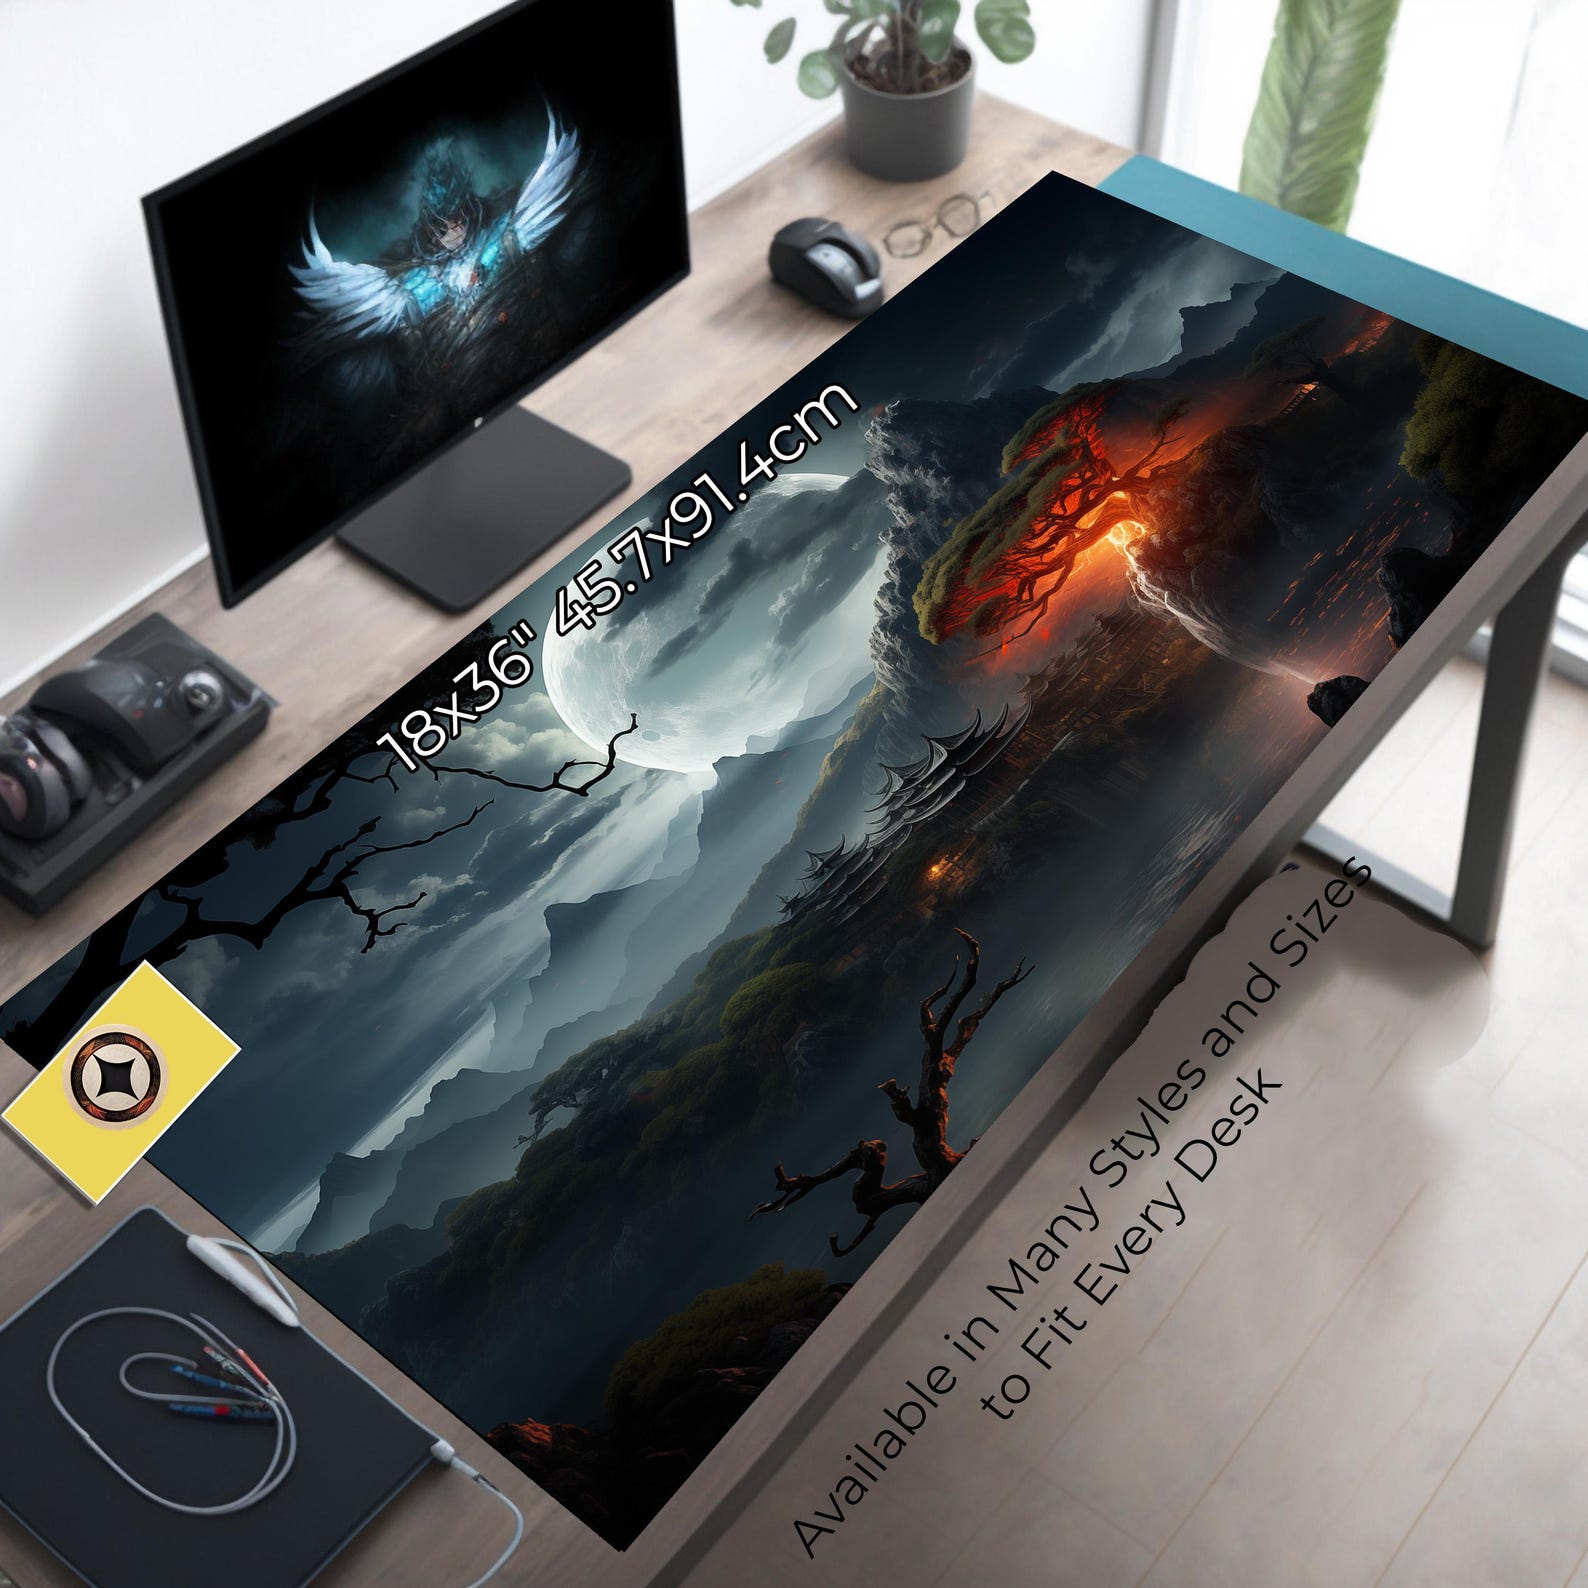 18x36" 45.7x91.4cm
Available in Many Styles and Sizes
to Fit Every Desk